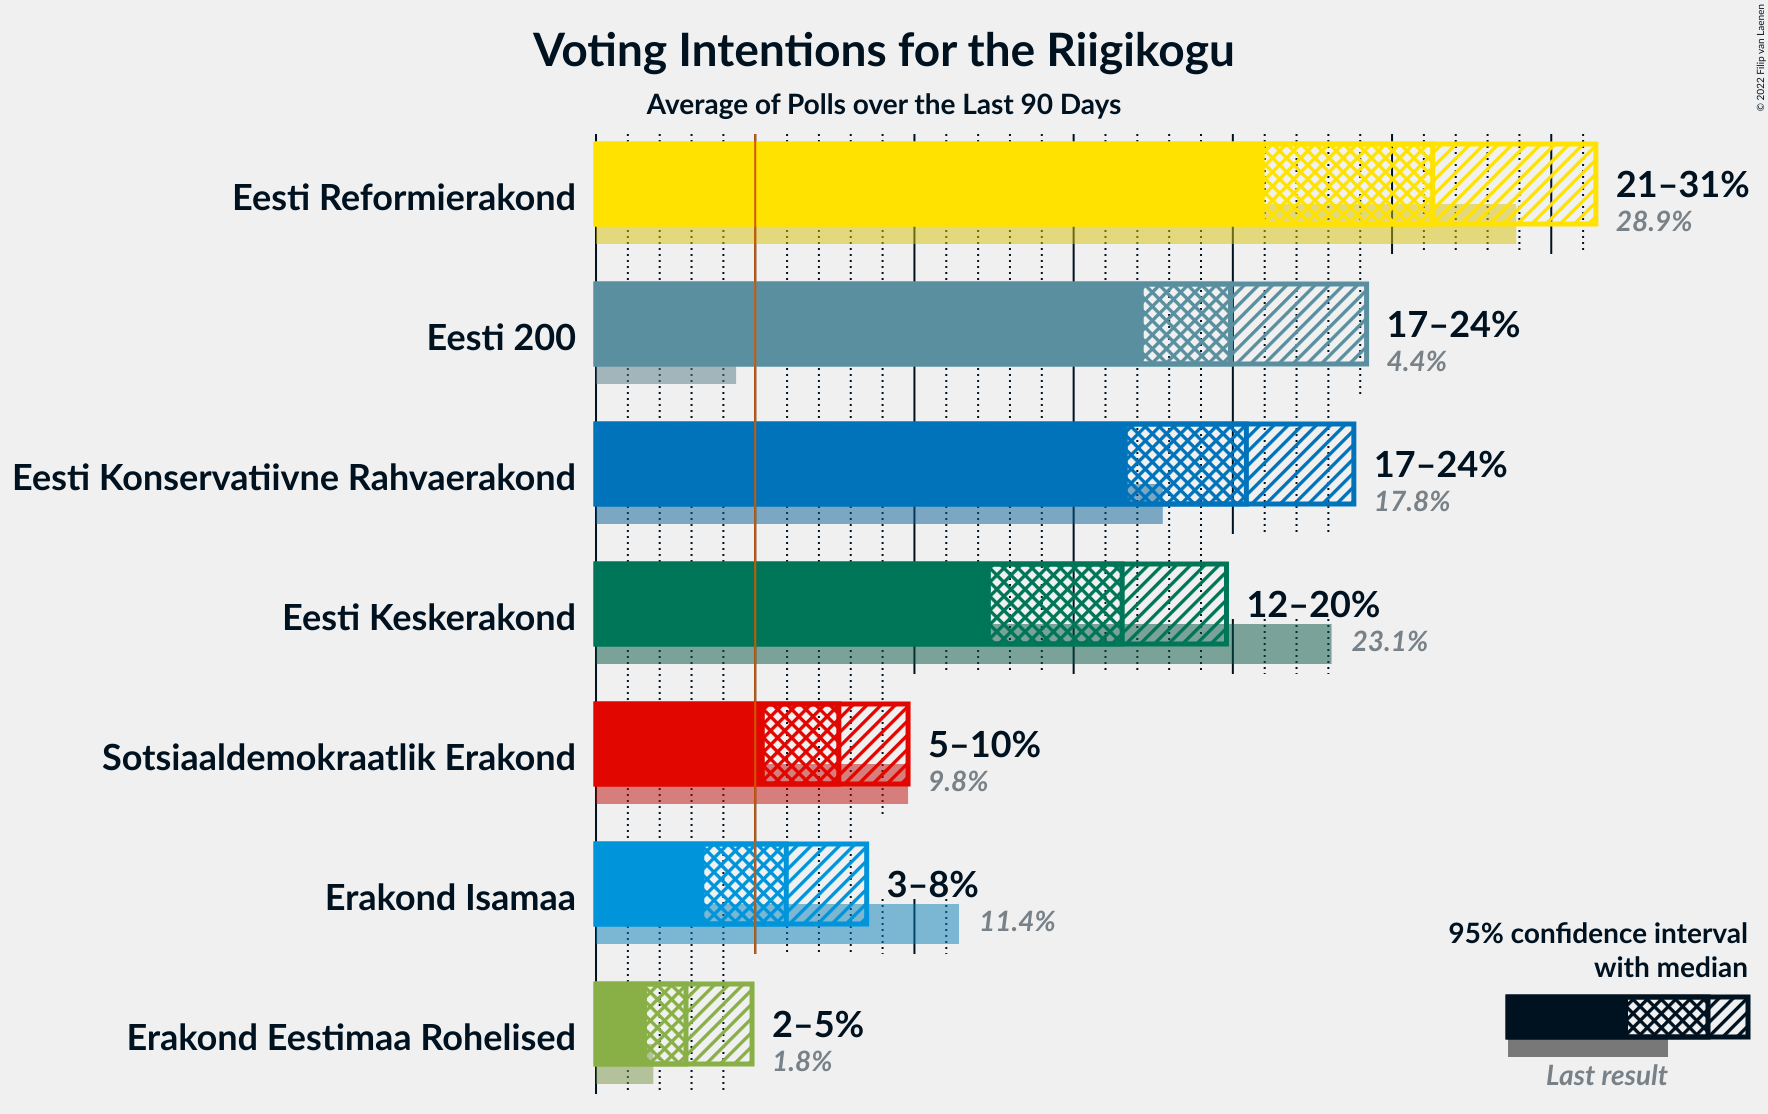 Voting Intentions for the Riigikogu
Average of Polls over the Last 90 Days
© 2022 Filip van Laenen
Eesti Reformierakond
21–31%
28.9%
Eesti 200
17–24%
4.4%
Eesti Konservatiivne Rahvaerakond
17–24%
17.8%
Eesti Keskerakond
12–20%
23.1%
Sotsiaaldemokraatlik Erakond
5–10%
9.8%
Erakond Isamaa
3–8%
11.4%
Erakond Eestimaa Rohelised
2–5%
1.8%
95% confidence interval
with median
Last result